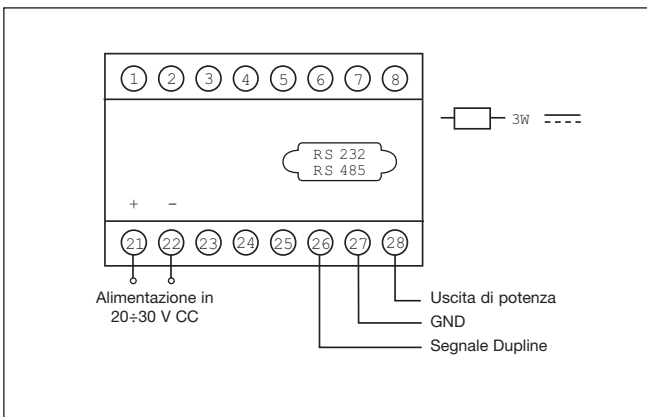 1 2 3 4 5 6 7 8
3W
RS 232
RS 485
+ −
21 22 23 24 25 26 27 28
Alimentazione in
20÷30 V CC
Uscita di potenza
GND
Segnale Dupline